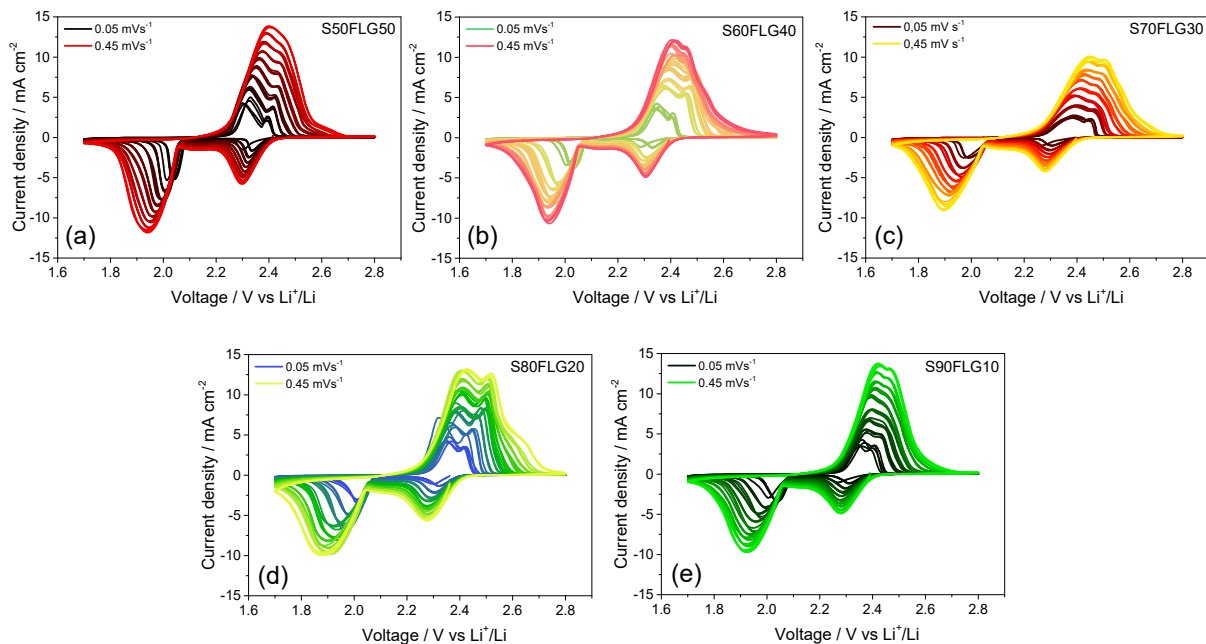 0.05 mVs⁻¹
0.45 mVs⁻¹
S50FLG50
15
10
5
0
-5
-10
-15
Current density / mA cm⁻²
(a)
1.6 1.8 2.0 2.2 2.4 2.6 2.8
Voltage / V vs Li⁺/Li
0.05 mVs⁻¹
0.45 mVs⁻¹
S60FLG40
15
10
5
0
-5
-10
-15
Current density / mA cm⁻²
(b)
1.6 1.8 2.0 2.2 2.4 2.6 2.8
Voltage / V vs Li⁺/Li
0,05 mV s⁻¹
0,45 mV s⁻¹
S70FLG30
15
10
5
0
-5
-10
-15
Current density / mA cm⁻²
(c)
1.6 1.8 2.0 2.2 2.4 2.6 2.8
Voltage / V vs Li⁺/Li
0.05 mVs⁻¹
0.45 mVs⁻¹
S80FLG20
15
10
5
0
-5
-10
-15
Current density / mA cm⁻²
(d)
1.6 1.8 2.0 2.2 2.4 2.6 2.8
Voltage / V vs Li⁺/Li
0.05 mVs⁻¹
0.45 mVs⁻¹
S90FLG10
15
10
5
0
-5
-10
-15
Current density / mA cm⁻²
(e)
1.6 1.8 2.0 2.2 2.4 2.6 2.8
Voltage / V vs Li⁺/Li